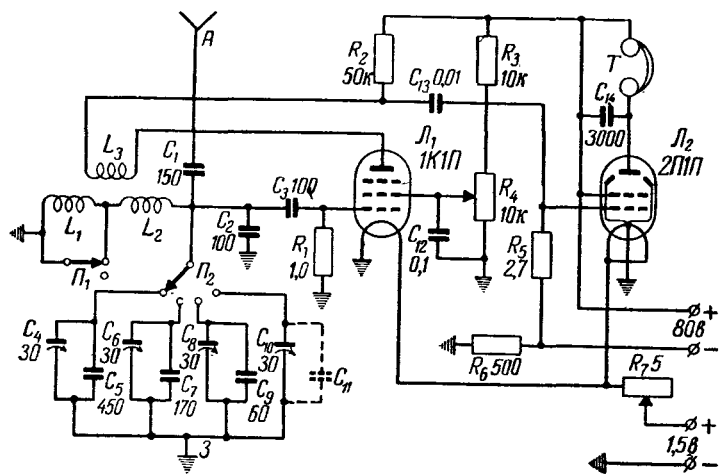 А
R₂
50к
R₃
10к
Т
C₁₃ 0,01
C₁₄
3000
Л₂
2П1П
Л₁
1К1П
L₃
C₁
150
C₃ 100
L₁
L₂
C₂
100
R₁
1,0
C₁₂
0,1
R₄
10к
R₅
2,7
П₁
П₂
C₄
30
C₅
450
C₆
30
C₇
170
C₈
30
C₉
60
C₁₀
30
C₁₁
R₆ 500
R₇ 5
+
80в
−
+
1,5в
−
З